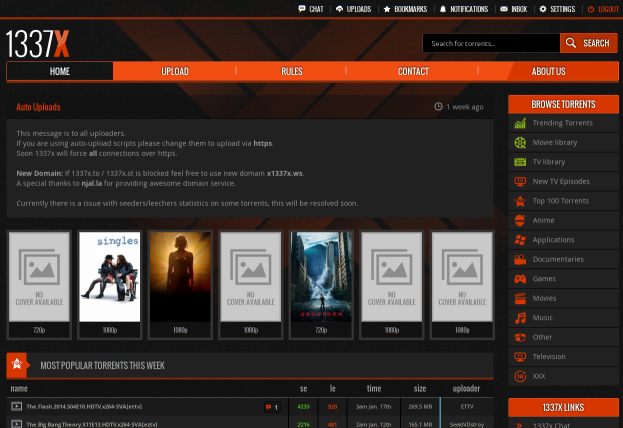 CHAT UPLOADS BOOKMARKS NOTIFICATIONS INBOX SETTINGS LOGOUT
1337X
Search for torrents.. SEARCH
HOME UPLOAD RULES CONTACT ABOUT US
Auto Uploads 1 week ago
This message is to all uploaders.
If you are using auto-upload scripts please change them to upload via https.
Soon 1337x will force all connections over https.
New Domain: If 1337x.to / 1337x.st is blocked feel free to use new domain x1337x.ws.
A special thanks to njal.la for providing awesome domain service.
Currently there is a issue with seeders/leechers statistics on some torrents, this will be resolved soon.
NO
COVER AVAILABLE
720p
singles
1080p
1080p
NO
COVER AVAILABLE
1080p
GEOSTORM
720p
NO
COVER AVAILABLE
1080p
NO
COVER AVAILABLE
1080p
MOST POPULAR TORRENTS THIS WEEK
name se le time size uploader
The.Flash.2014.S04E10.HDTV.x264-SVA[ettv] 1 4233 920 3am Jan. 17th 269.5 MB ETTV
The Big Bang Theory S11E13.HDTV.x264-SVA[eztv] 2216 481 3am Jan. 12th 165.1 MB SeekNDstroy
BROWSE TORRENTS
Trending Torrents
Movie library
TV library
New TV Episodes
Top 100 Torrents
Anime
Applications
Documentaries
Games
Movies
Music
Other
Television
XXX
1337X LINKS
1337x Chat